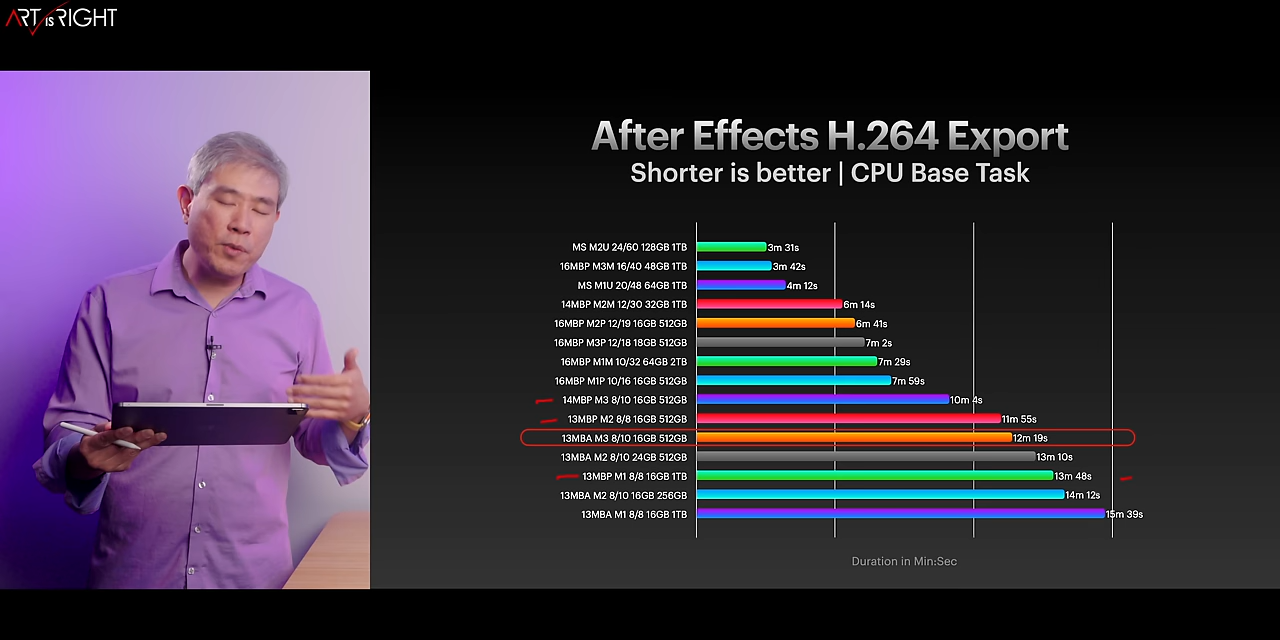 ART IS RIGHT
After Effects H.264 Export
Shorter is better | CPU Base Task
MS M2U 24/60 128GB 1TB 3m 31s
16MBP M3M 16/40 48GB 1TB 3m 42s
MS M1U 20/48 64GB 1TB 4m 12s
14MBP M2M 12/30 32GB 1TB 6m 14s
16MBP M2P 12/19 16GB 512GB 6m 41s
16MBP M3P 12/18 18GB 512GB 7m 2s
16MBP M1M 10/32 64GB 2TB 7m 29s
16MBP M1P 10/16 16GB 512GB 7m 59s
14MBP M3 8/10 16GB 512GB 10m 4s
13MBP M2 8/8 16GB 512GB 11m 55s
13MBA M3 8/10 16GB 512GB 12m 19s
13MBA M2 8/10 24GB 512GB 13m 10s
13MBP M1 8/8 16GB 1TB 13m 48s
13MBA M2 8/10 16GB 256GB 14m 12s
13MBA M1 8/8 16GB 1TB 15m 39s
Duration in Min:Sec